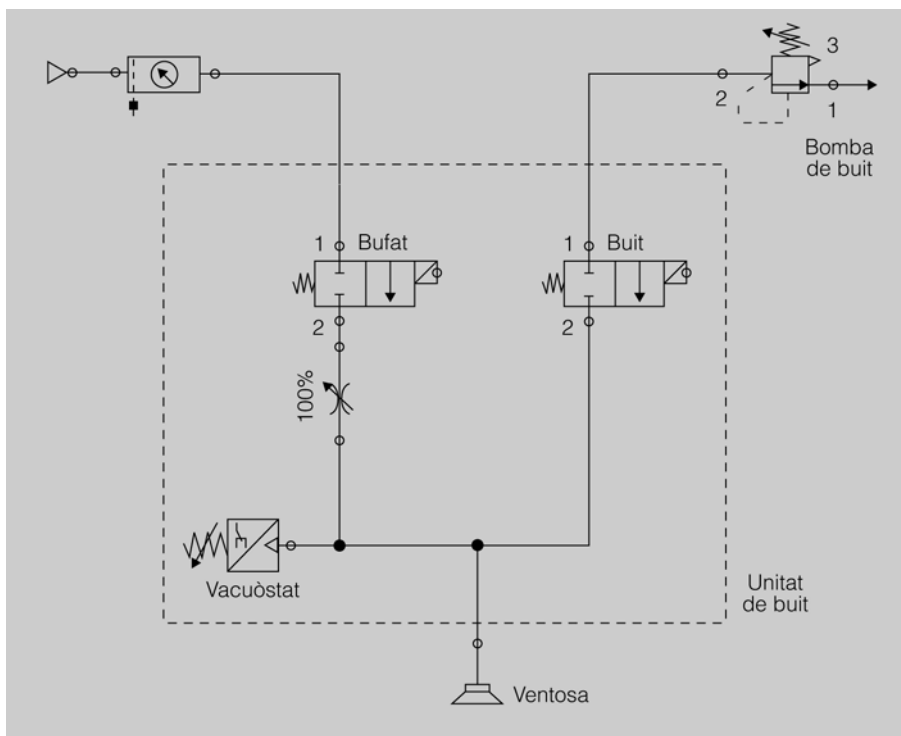 3
2
1
Bomba
de buit
1
Bufat
1
Buit
2
2
100%
Vacuòstat
Unitat
de buit
Ventosa